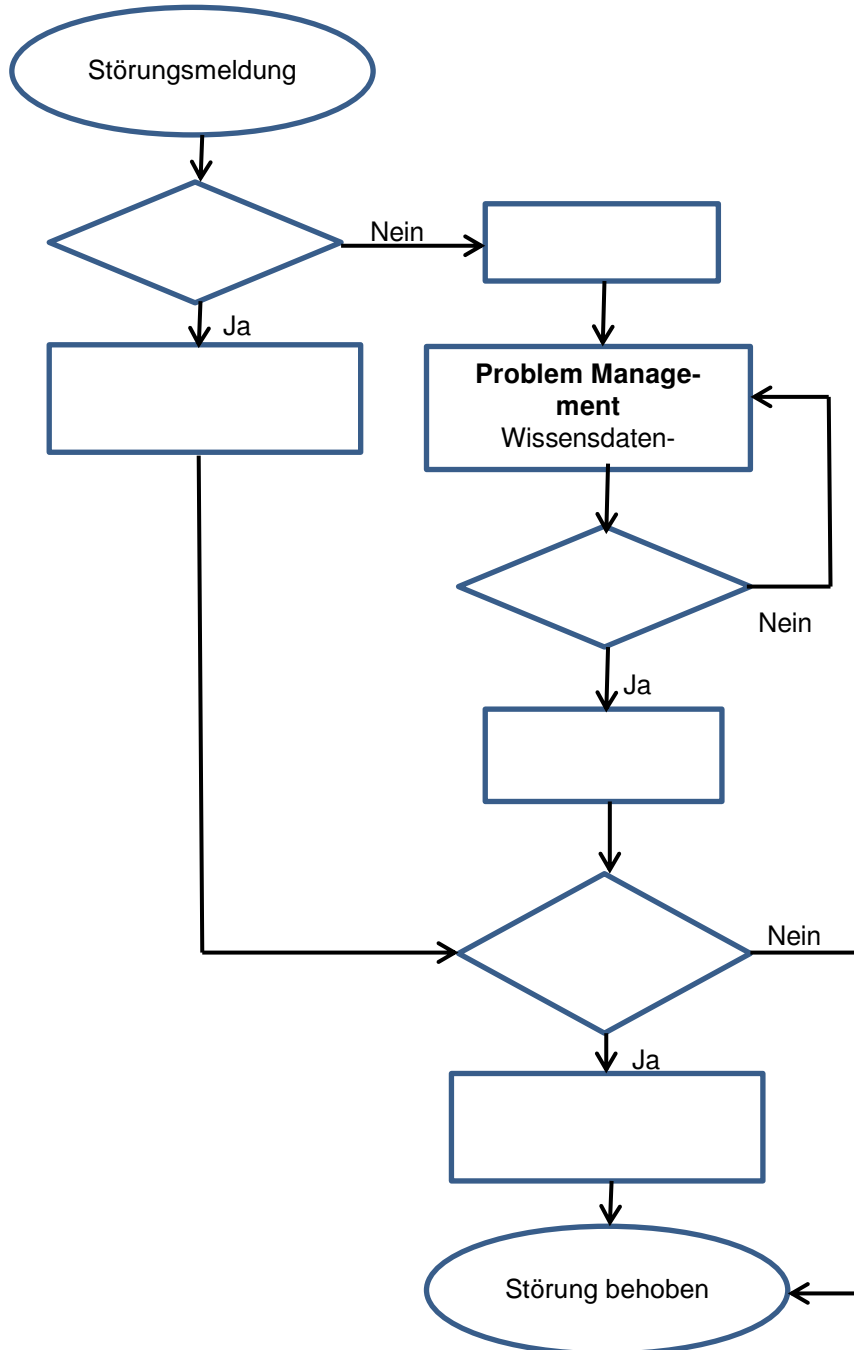 Störungsmeldung
Nein
Ja
Problem Manage-
ment
Wissensdaten-
Nein
Ja
Nein
Ja
Störung behoben